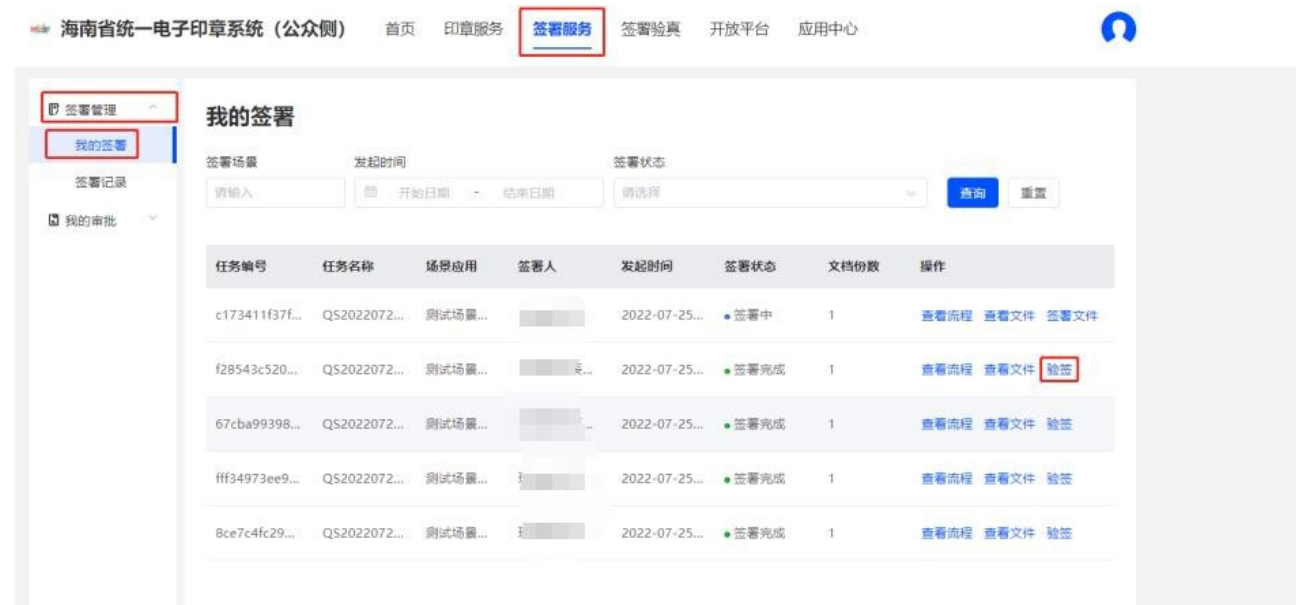 海南省统一电子印章系统（公众侧） 首页 印章服务 签署服务 签署验真 开放平台 应用中心
签署管理
我的签署
签署记录
我的审批
我的签署
签署场景 发起时间 签署状态
请输入 开始日期 - 结束日期 请选择 查询 重置
任务编号 任务名称 场景应用 签署人 发起时间 签署状态 文档份数 操作
c173411f37f... QS2022072... 测试场景... 2022-07-25... 签署中 1 查看流程 查看文件 签署文件
f28543c520... QS2022072... 测试场景... 2022-07-25... 签署完成 1 查看流程 查看文件 验签
67cba99398... QS2022072... 测试场景... 2022-07-25... 签署完成 1 查看流程 查看文件 验签
fff34973ee9... QS2022072... 测试场景... 2022-07-25... 签署完成 1 查看流程 查看文件 验签
8ce7c4fc29... QS2022072... 测试场景... 2022-07-25... 签署完成 1 查看流程 查看文件 验签